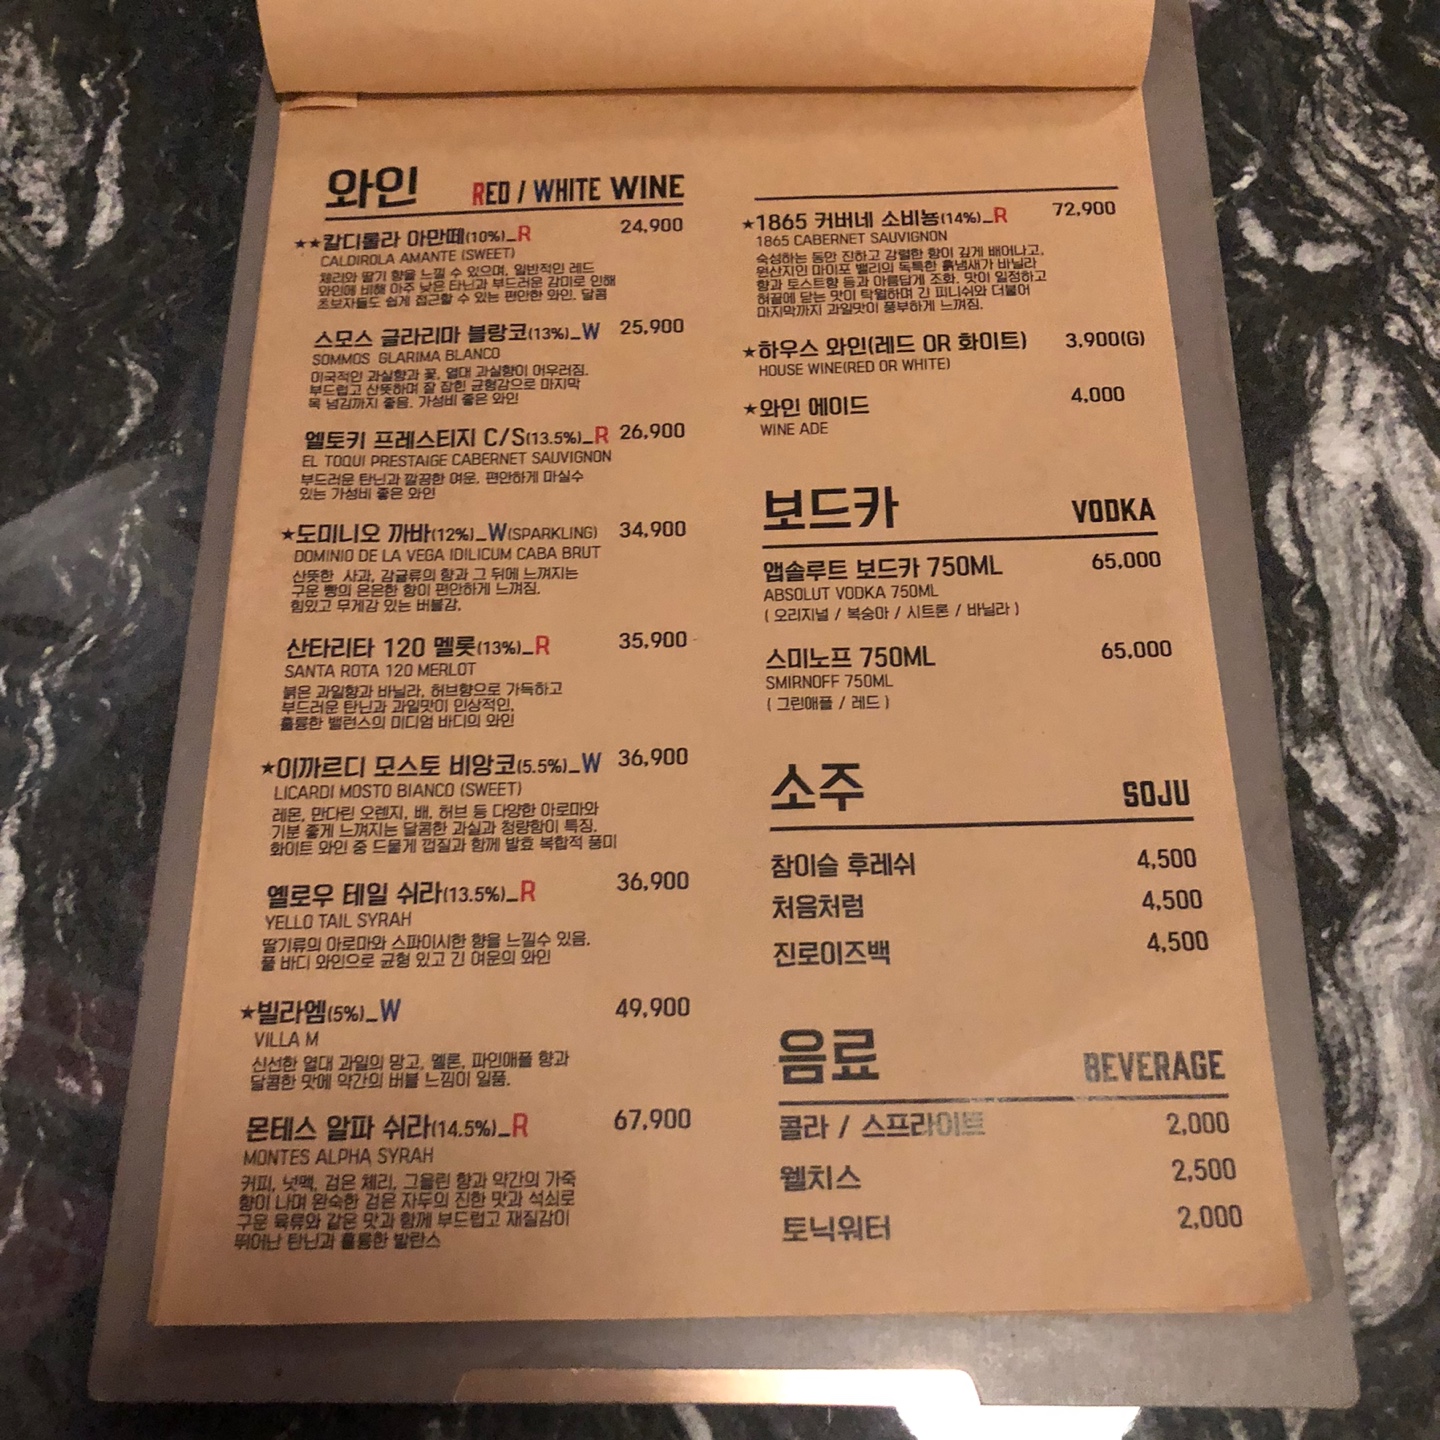 와인 RED / WHITE WINE
★★칼디롤라 아만떼(10%)_R 24,900
CALDIROLA AMANTE (SWEET)
체리와 딸기 향을 느낄 수 있으며, 일반적인 레드
와인에 비해 아주 낮은 타닌과 부드러운 감미로 인해
초보자들도 쉽게 접근할 수 있는 편안한 와인. 달콤
스모스 글라리마 블랑코(13%)_W 25,900
SOMMOS GLARIMA BLANCO
이국적인 과실향과 꽃, 열대 과실향이 어우러짐.
부드럽고 산뜻하며 잘 잡힌 균형감으로 마지막
목 넘김까지 좋음. 가성비 좋은 와인
엘토키 프레스티지 C/S(13.5%)_R 26,900
EL TOQUI PRESTAIGE CABERNET SAUVIGNON
부드러운 탄닌과 깔끔한 여운, 편안하게 마실수
있는 가성비 좋은 와인
★도미니오 까바(12%)_W(SPARKLING) 34,900
DOMINIO DE LA VEGA IDILICUM CABA BRUT
산뜻한 사과, 감귤류의 향과 그 뒤에 느껴지는
구운 빵의 은은한 향이 편안하게 느껴짐.
힘있고 무게감 있는 버블감.
산타리타 120 멜롯(13%)_R 35,900
SANTA ROTA 120 MERLOT
붉은 과일향과 바닐라, 허브향으로 가득하고
부드러운 탄닌과 과일맛이 인상적인,
훌륭한 밸런스의 미디엄 바디의 와인
★이까르디 모스토 비앙코(5.5%)_W 36,900
LICARDI MOSTO BIANCO (SWEET)
레몬, 만다린 오렌지, 배, 허브 등 다양한 아로마와
기분 좋게 느껴지는 달콤한 과실과 청량함이 특징.
화이트 와인 중 드물게 껍질과 함께 발효 복합적 풍미
옐로우 테일 쉬라(13.5%)_R 36,900
YELLO TAIL SYRAH
딸기류의 아로마와 스파이시한 향을 느낄수 있음.
풀 바디 와인으로 균형 있고 긴 여운의 와인
★빌라엠(5%)_W 49,900
VILLA M
신선한 열대 과일의 망고, 멜론, 파인애플 향과
달콤한 맛에 약간의 버블 느낌이 일품.
몬테스 알파 쉬라(14.5%)_R 67,900
MONTES ALPHA SYRAH
커피, 넛맥, 검은 체리, 그을린 향과 약간의 가죽
향이 나며 완숙한 검은 자두의 진한 맛과 석쇠로
구운 육류와 같은 맛과 함께 부드럽고 재질감이
뛰어난 탄닌과 훌륭한 발란스
★1865 커버네 소비뇽(14%)_R 72,900
1865 CABERNET SAUVIGNON
숙성하는 동안 진하고 강렬한 향이 깊게 배어나고,
원산지인 마이포 밸리의 독특한 흙냄새가 바닐라
향과 토스트향 등과 아름답게 조화. 맛이 일정하고
혀끝에 닿는 맛이 탁월하며 긴 피니쉬와 더불어
마지막까지 과일맛이 풍부하게 느껴짐.
★하우스 와인(레드 OR 화이트) 3,900(G)
HOUSE WINE(RED OR WHITE)
★와인 에이드 4,000
WINE ADE
보드카 VODKA
앱솔루트 보드카 750ML 65,000
ABSOLUT VODKA 750ML
( 오리지널 / 복숭아 / 시트론 / 바닐라 )
스미노프 750ML 65,000
SMIRNOFF 750ML
( 그린애플 / 레드 )
소주 SOJU
참이슬 후레쉬 4,500
처음처럼 4,500
진로이즈백 4,500
음료 BEVERAGE
콜라 / 스프라이트 2,000
웰치스 2,500
토닉워터 2,000